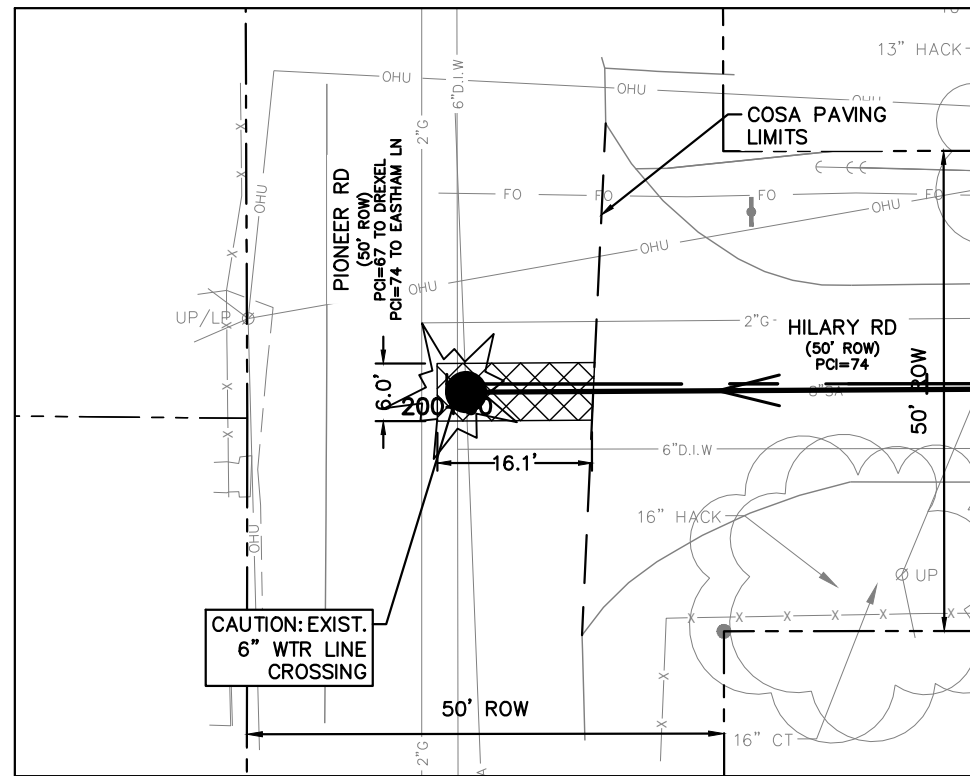 13" HACK
OHU
OHU
OHU
COSA PAVING
LIMITS
6"D.I.W
2"G
PIONEER RD
(50' ROW)
PCI=67 TO DREXEL
PCI=74 TO EASTHAM LN
OHU
FO
FO
FO
FO
OHU
OHU
OHU
UP/LP
2"G
HILARY RD
(50' ROW)
PCI=74
6.0'
50' ROW
16.1'
6"D.I.W
16" HACK
UP
OHU
X
X
X
X
X
X
X
X
X
X
X
X
CAUTION: EXIST.
6" WTR LINE
CROSSING
50' ROW
16" CT
2"G